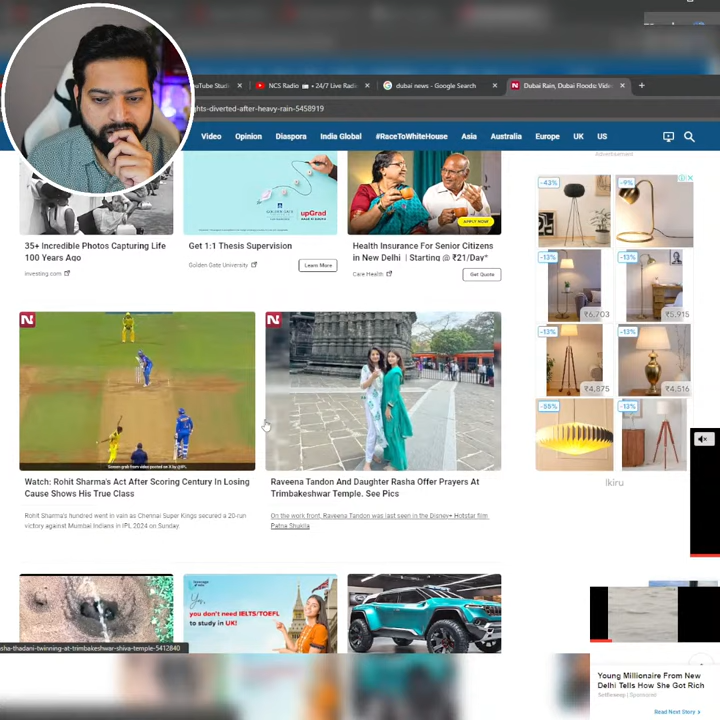 NCS Radio
24/7 Live Radi
dubai news - Google Search
Dubai Rain, Dubai Floods: Vide
hts-diverted-after-heavy-rain-5458919
Video Opinion Diaspora India Global #RaceToWhiteHouse Asia Australia Europe UK US
Advertisement
GOLDEN GATE
upGrad
APPLY NOW
35+ Incredible Photos Capturing Life
100 Years Ago
investing.com
Get 1:1 Thesis Supervision
Golden Gate University
Learn More
Health Insurance For Senior Citizens
in New Delhi | Starting @ ₹21/Day*
Care Health
Get Quote
-43%
-9%
-13%
-13%
₹6,703
₹5,915
-13%
-13%
₹4,875
₹4,516
-55%
-13%
Ikiru
N
N
Watch: Rohit Sharma's Act After Scoring Century In Losing
Cause Shows His True Class
Rohit Sharma's hundred went in vain as Chennai Super Kings secured a 20-run
victory against Mumbai Indians in IPL 2024 on Sunday.
Raveena Tandon And Daughter Rasha Offer Prayers At
Trimbakeshwar Temple. See Pics
On the work front, Raveena Tandon was last seen in the Disney+ Hotstar film
Patna Shuklla
Yes,
you don't need IELTS/TOEFL
to study in UK!
sha-thadani-twinning-at-trimbakeshwar-shiva-temple-5412840
Young Millionaire From New
Delhi Tells How She Got Rich
| Sponsored
Read Next Story >